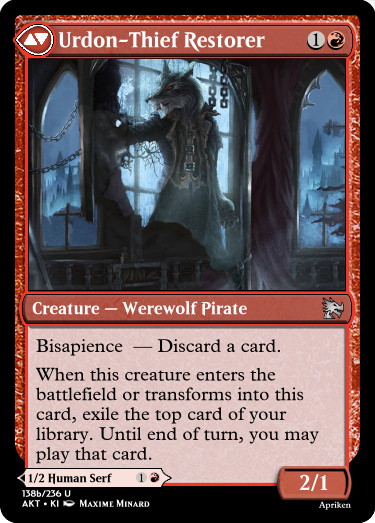 Urdon-Thief Restorer 1
Creature — Werewolf Pirate
Bisapience — Discard a card.
When this creature enters the
battlefield or transforms into this
card, exile the top card of your
library. Until end of turn, you may
play that card.
1/2 Human Serf 1
2/1
138b/236 U
AKT • KI MAXIME MINARD
Apriken